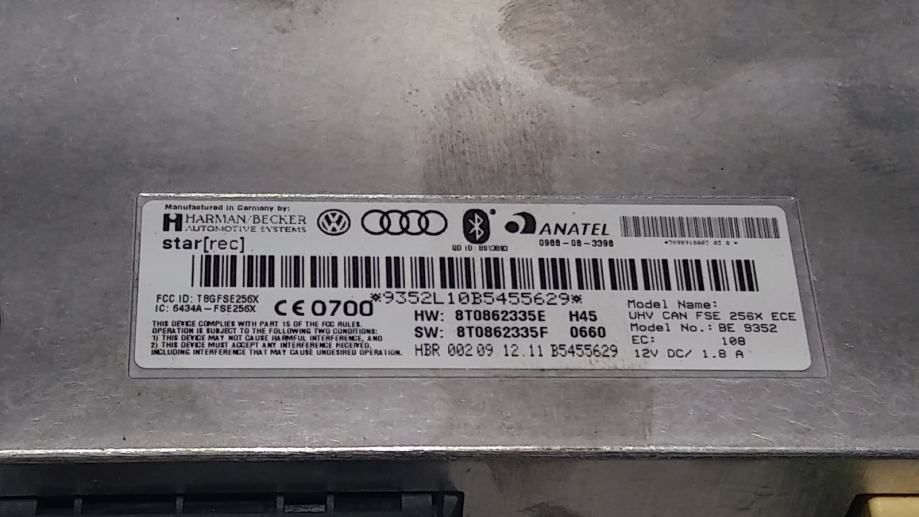 Manufactured in Germany by:
HARMAN/BECKER
AUTOMOTIVE SYSTEMS
star[rec]
ANATEL
0988-08-3398
*9352L10B5455629*
FCC ID: T8GFSE256X
IC: 6434A-FSE256X
CE0700
THIS DEVICE COMPLIES WITH PART 15 OF THE FCC RULES.
OPERATION IS SUBJECT TO THE FOLLOWING TWO CONDITIONS:
1) THIS DEVICE MAY NOT CAUSE HARMFUL INTERFERENCE, AND
2) THIS DEVICE MUST ACCEPT ANY INTERFERENCE RECEIVED,
INCLUDING INTERFERENCE THAT MAY CAUSE UNDESIRED OPERATION.
HW: 8T0862335E H45
SW: 8T0862335F 0660
HBR 002 09 12.11 B5455629
Model Name:
UHV CAN FSE 256X ECE
Model No.: BE 9352
EC: 108
12V DC/ 1.8 A